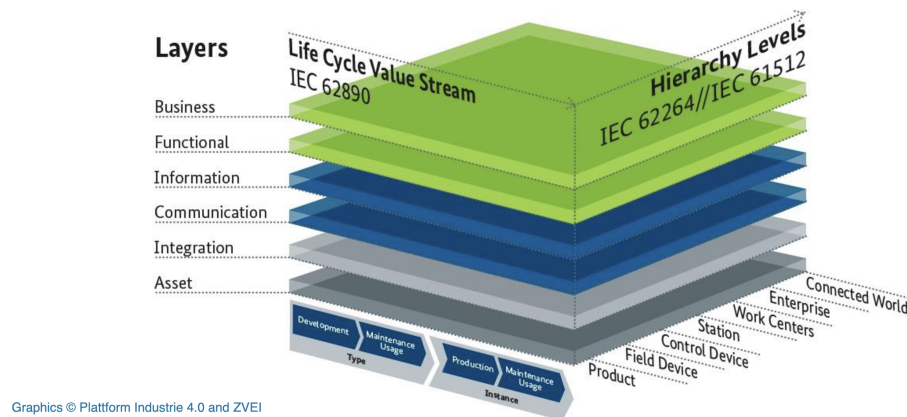 Layers
Life Cycle Value Stream
IEC 62890
Hierarchy Levels
IEC 62264//IEC 61512
Business
Functional
Information
Communication
Integration
Asset
Development
Maintenance
Usage
Type
Production
Maintenance
Usage
Instance
Product
Field Device
Control Device
Station
Work Centers
Enterprise
Connected World
Graphics © Plattform Industrie 4.0 and ZVEI